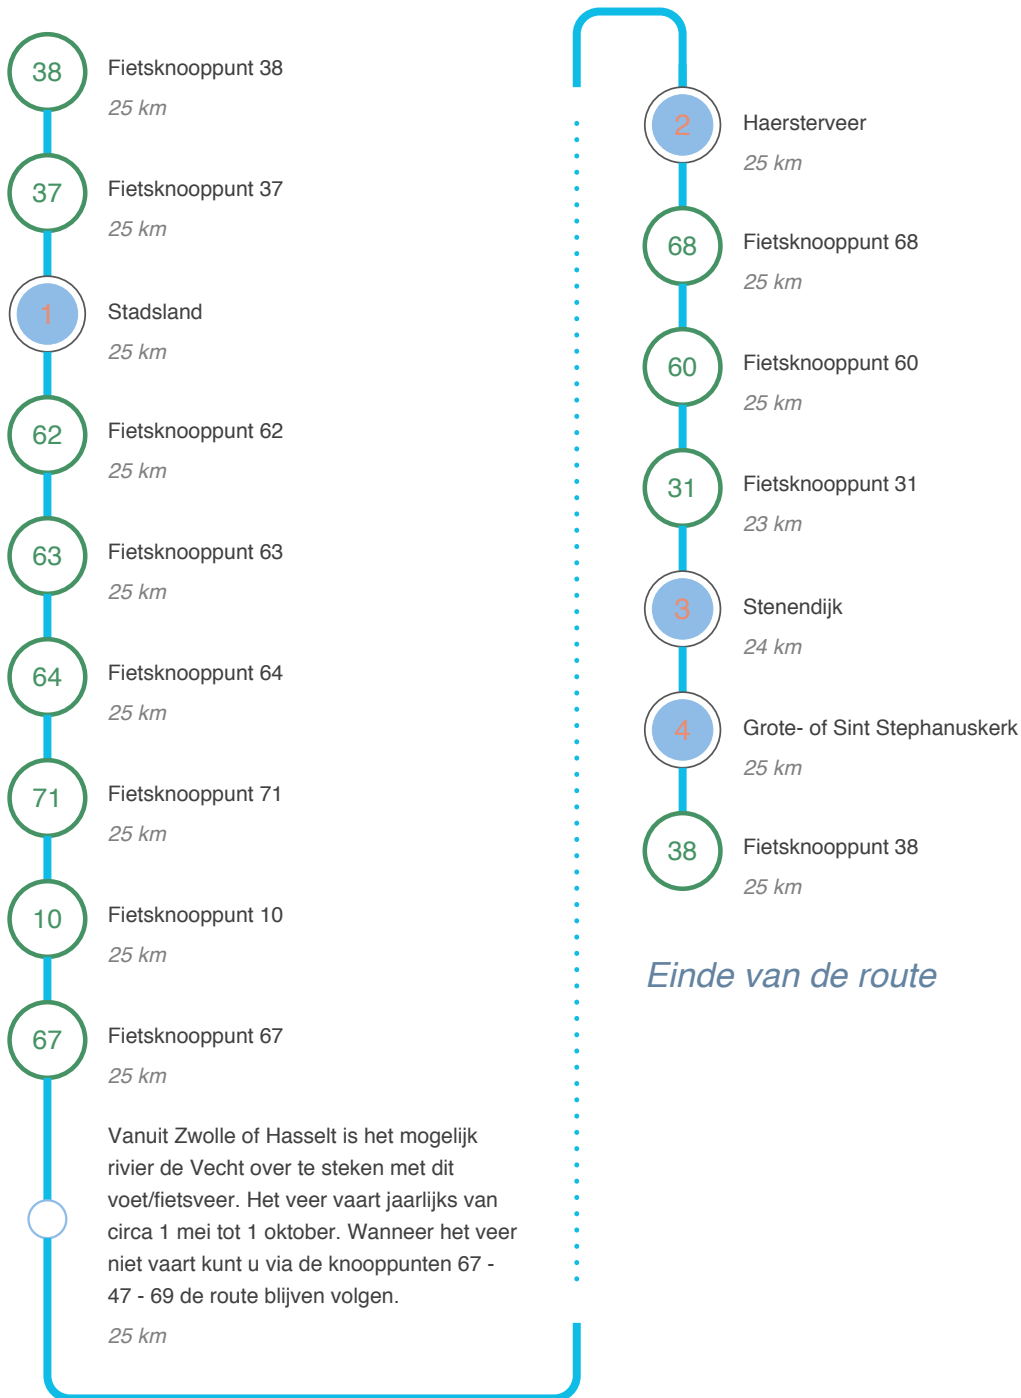 38
Fietsknooppunt 38
25 km
37
Fietsknooppunt 37
25 km
1
Stadsland
25 km
62
Fietsknooppunt 62
25 km
63
Fietsknooppunt 63
25 km
64
Fietsknooppunt 64
25 km
71
Fietsknooppunt 71
25 km
10
Fietsknooppunt 10
25 km
67
Fietsknooppunt 67
25 km
Vanuit Zwolle of Hasselt is het mogelijk
rivier de Vecht over te steken met dit
voet/fietsveer. Het veer vaart jaarlijks van
circa 1 mei tot 1 oktober. Wanneer het veer
niet vaart kunt u via de knooppunten 67 -
47 - 69 de route blijven volgen.
25 km
2
Haersterveer
25 km
68
Fietsknooppunt 68
25 km
60
Fietsknooppunt 60
25 km
31
Fietsknooppunt 31
23 km
3
Stenendijk
24 km
4
Grote- of Sint Stephanuskerk
25 km
38
Fietsknooppunt 38
25 km
Einde van de route